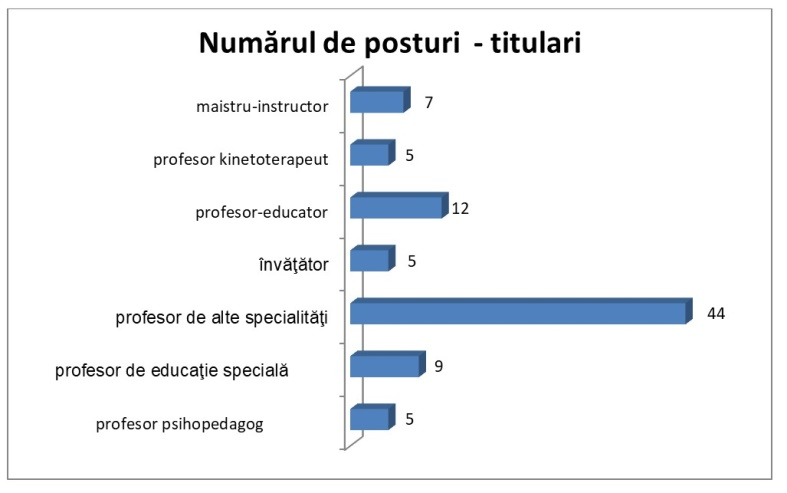 Numărul de posturi - titulari
maistru-instructor 7
profesor kinetoterapeut 5
profesor-educator 12
învăţător 5
profesor de alte specialităţi 44
profesor de educaţie specială 9
profesor psihopedagog 5